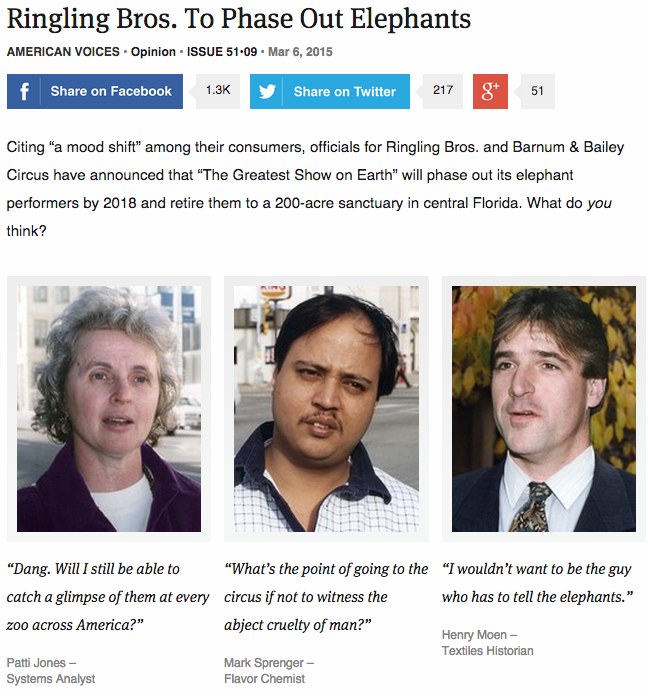 Ringling Bros. To Phase Out Elephants
AMERICAN VOICES • Opinion • ISSUE 51•09 • Mar 6, 2015
f Share on Facebook 1.3K Share on Twitter 217 g+ 51
Citing “a mood shift” among their consumers, officials for Ringling Bros. and Barnum & Bailey
Circus have announced that “The Greatest Show on Earth” will phase out its elephant
performers by 2018 and retire them to a 200-acre sanctuary in central Florida. What do you
think?
“Dang. Will I still be able to
catch a glimpse of them at every
zoo across America?”
Patti Jones –
Systems Analyst
“What’s the point of going to the
circus if not to witness the
abject cruelty of man?”
Mark Sprenger –
Flavor Chemist
“I wouldn’t want to be the guy
who has to tell the elephants.”
Henry Moen –
Textiles Historian